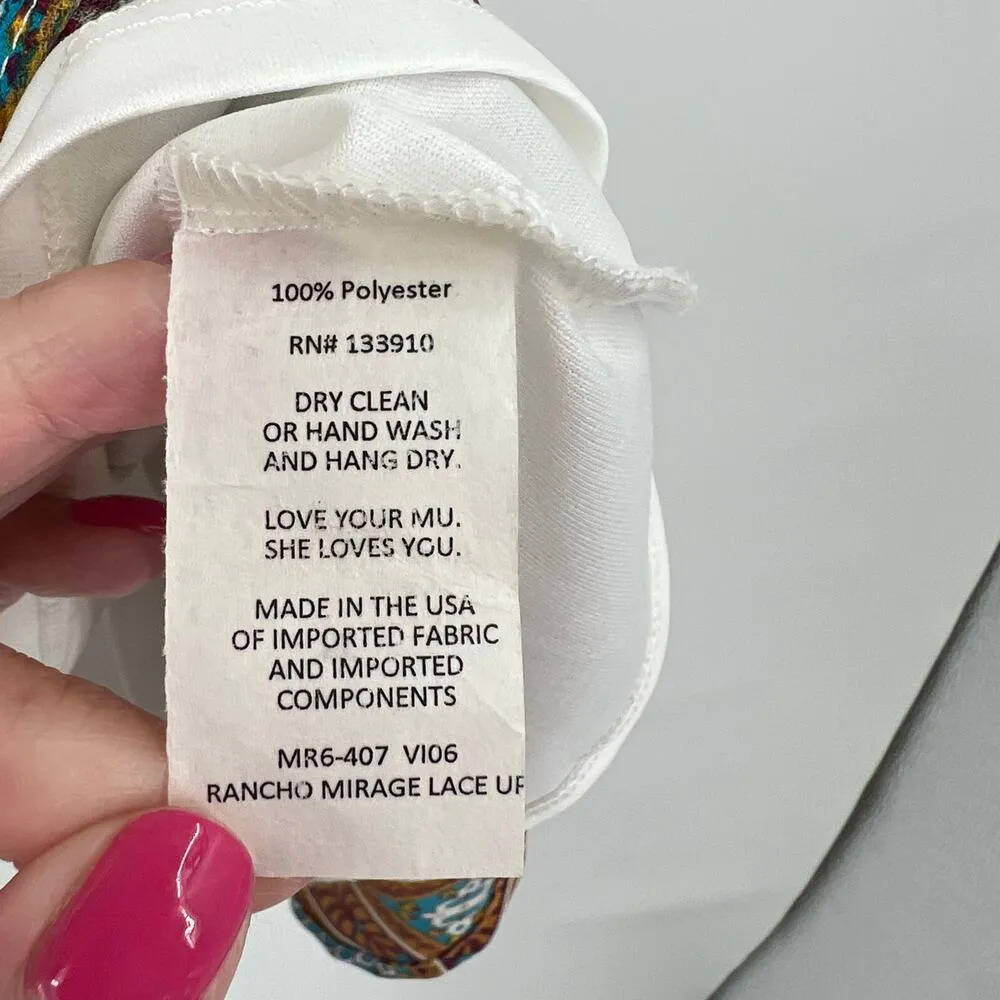 100% Polyester
RN# 133910
DRY CLEAN
OR HAND WASH
AND HANG DRY.
LOVE YOUR MU.
SHE LOVES YOU.
MADE IN THE USA
OF IMPORTED FABRIC
AND IMPORTED
COMPONENTS
MR6-407 VI06
RANCHO MIRAGE LACE UP